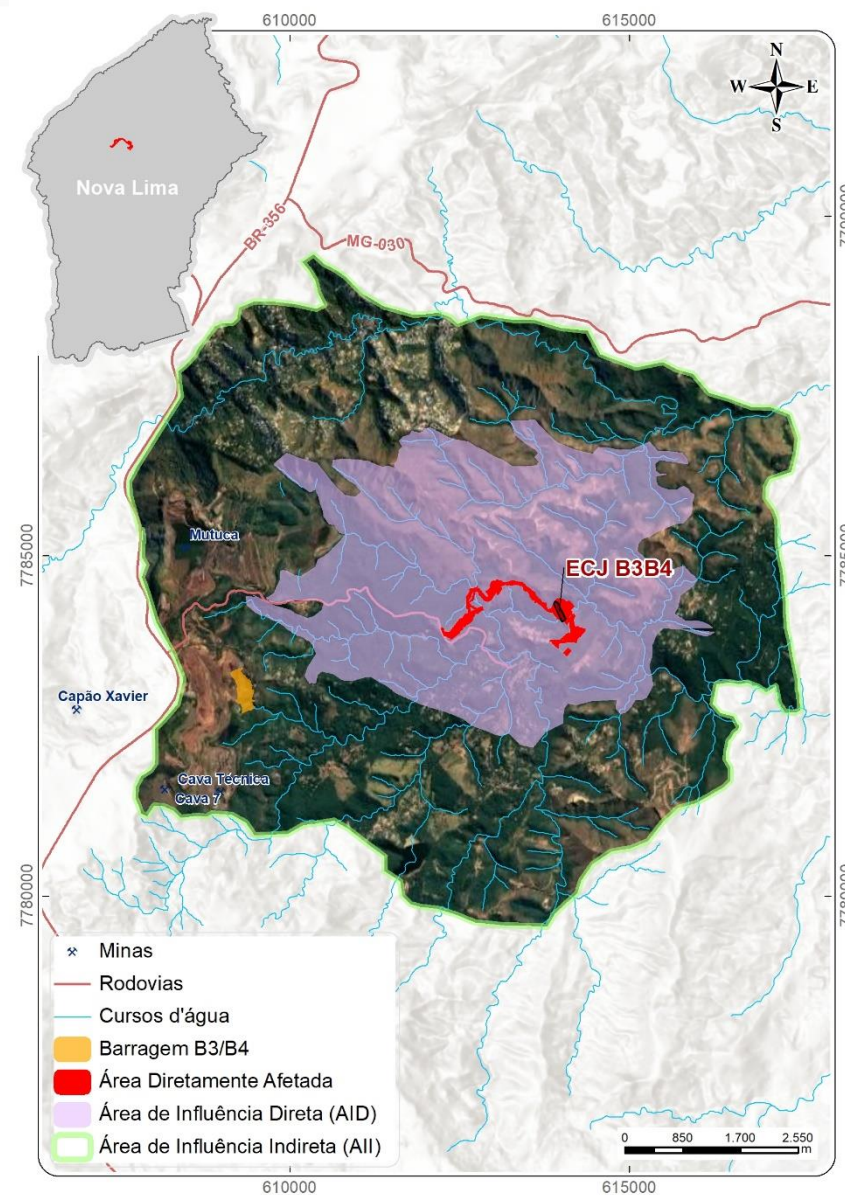 610000
615000
N
W
E
S
Nova Lima
BR-356
MG-030
7790000
7785000
7785000
Mutuca
ECJ B3B4
Capão Xavier
Cava Técnica
Cava 7
7780000
7780000
Minas
Rodovias
Cursos d'água
Barragem B3/B4
Área Diretamente Afetada
Área de Influência Direta (AID)
Área de Influência Indireta (AII)
0 850 1.700 2.550
m
610000
615000